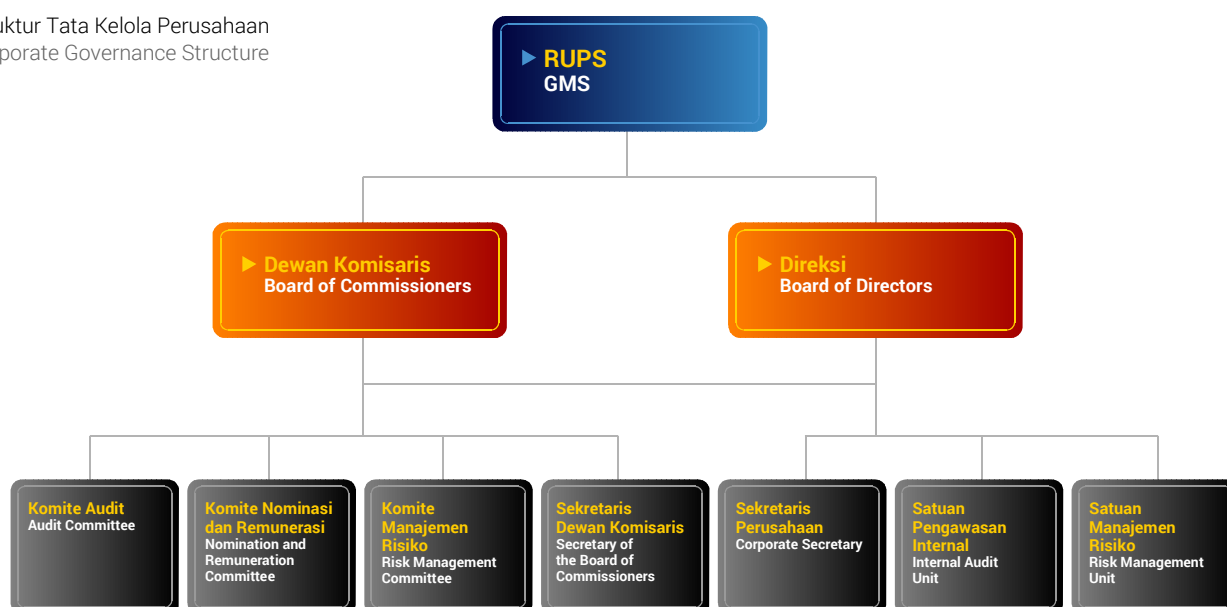 uktur Tata Kelola Perusahaan
porate Governance Structure
RUPS
GMS
Dewan Komisaris
Board of Commissioners
Direksi
Board of Directors
Komite Audit
Audit Committee
Komite Nominasi
dan Remunerasi
Nomination and
Remuneration
Committee
Komite
Manajemen
Risiko
Risk Management
Committee
Sekretaris
Dewan Komisaris
Secretary of
the Board of
Commissioners
Sekretaris
Perusahaan
Corporate Secretary
Satuan
Pengawasan
Internal
Internal Audit
Unit
Satuan
Manajemen
Risiko
Risk Management
Unit